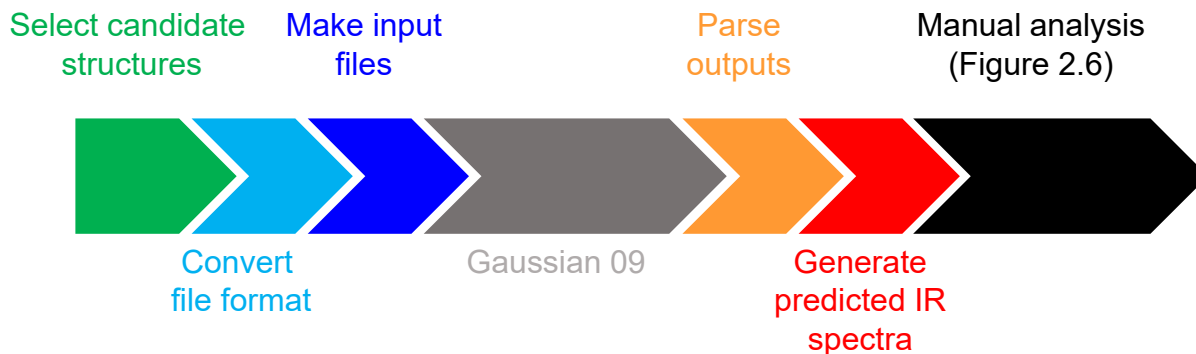 Select candidate
structures
Make input
files
Parse
outputs
Manual analysis
(Figure 2.6)
Convert
file format
Gaussian 09
Generate
predicted IR
spectra